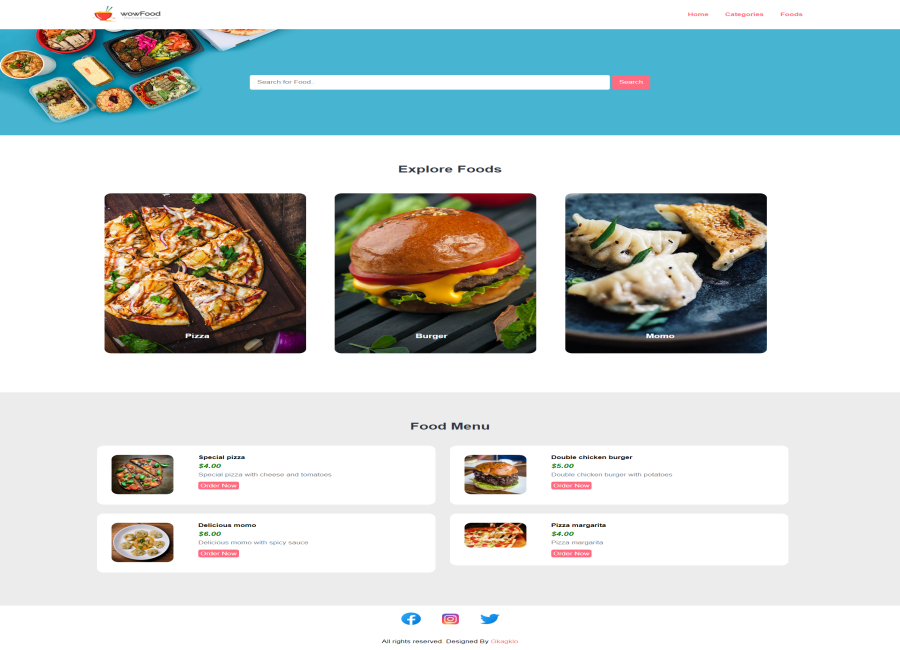 wowFood
Home Categories Foods
Search for Food.
Search
Explore Foods
Pizza
Burger
Momo
Food Menu
Special pizza
$4.00
Special pizza with cheese and tomatoes
Order Now
Double chicken burger
$5.00
Double chicken burger with potatoes
Order Now
Delicious momo
$6.00
Delicious momo with spicy sauce
Order Now
Pizza margarita
$4.00
Pizza margarita
Order Now
All rights reserved. Designed By Gkagkio